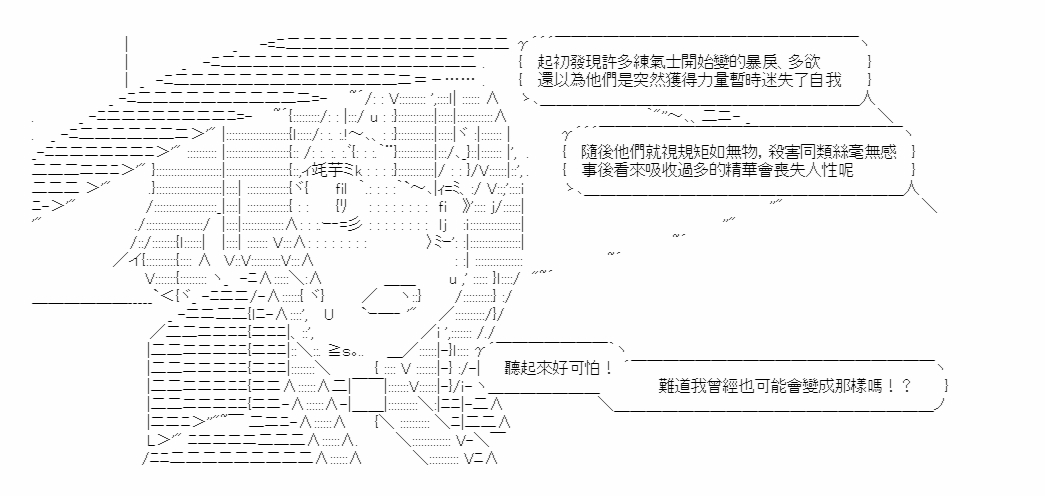 起初發現許多練氣士開始變的暴戾、多欲
還以為他們是突然獲得力量暫時迷失了自我
隨後他們就視規矩如無物，殺害同類絲毫無感
事後看來吸收過多的精華會喪失人性呢
聽起來好可怕！
難道我曾經也可能會變成那樣嗎！？